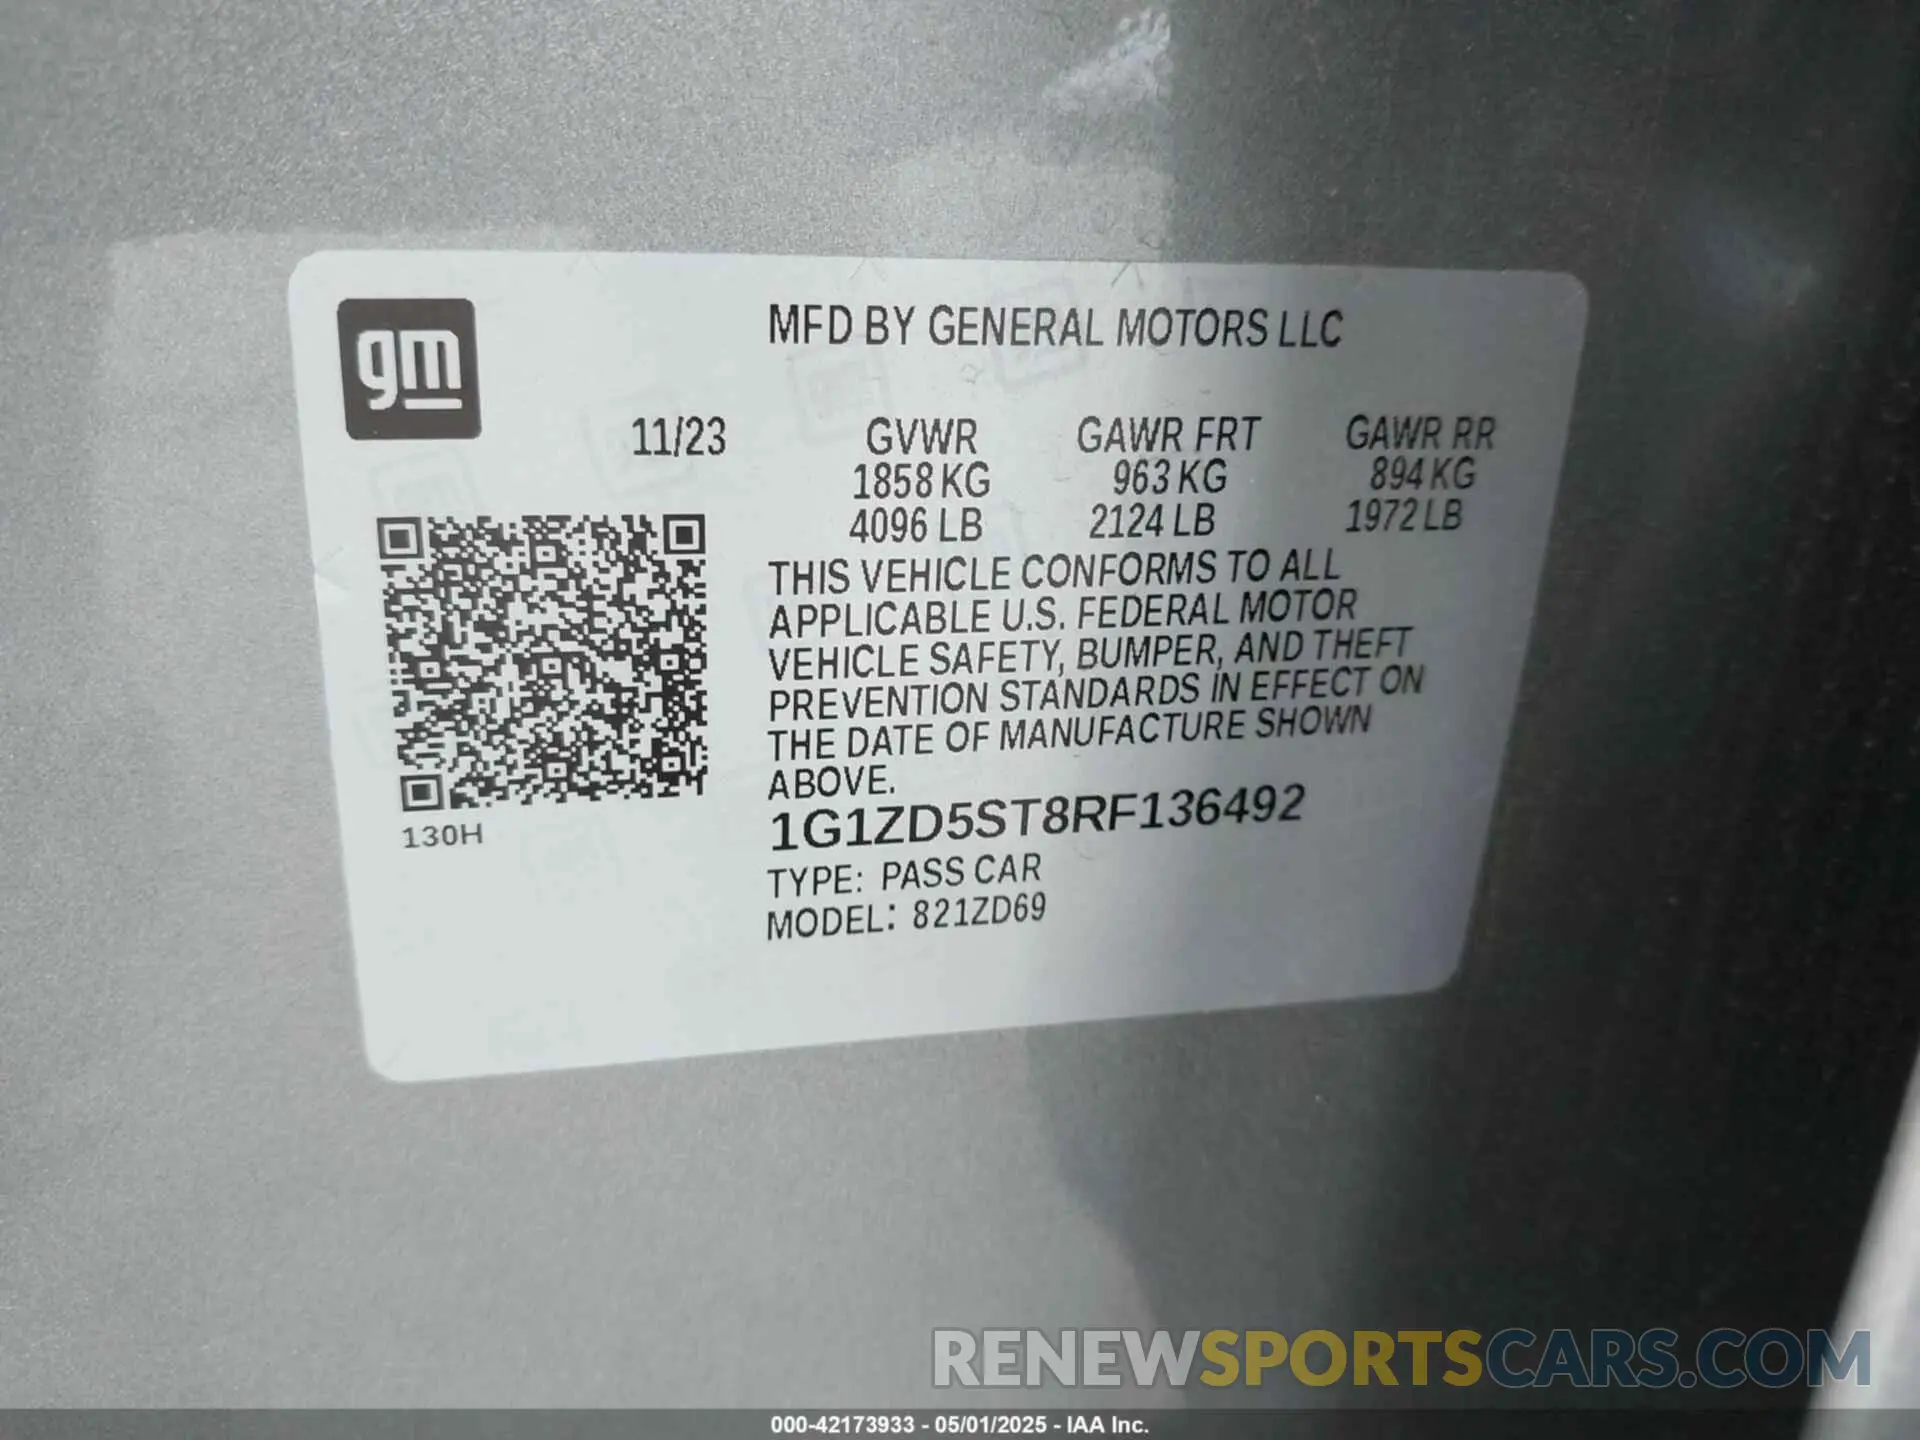 gm
MFD BY GENERAL MOTORS LLC
11/23 GVWR GAWR FRT GAWR RR
1858 KG 963 KG 894 KG
4096 LB 2124 LB 1972 LB
THIS VEHICLE CONFORMS TO ALL
APPLICABLE U.S. FEDERAL MOTOR
VEHICLE SAFETY, BUMPER, AND THEFT
PREVENTION STANDARDS IN EFFECT ON
THE DATE OF MANUFACTURE SHOWN
ABOVE.
130H
1G1ZD5ST8RF136492
TYPE: PASS CAR
MODEL: 821ZD69
RENEWSPORTSCARS.COM
000-42173933 - 05/01/2025 - IAA Inc.